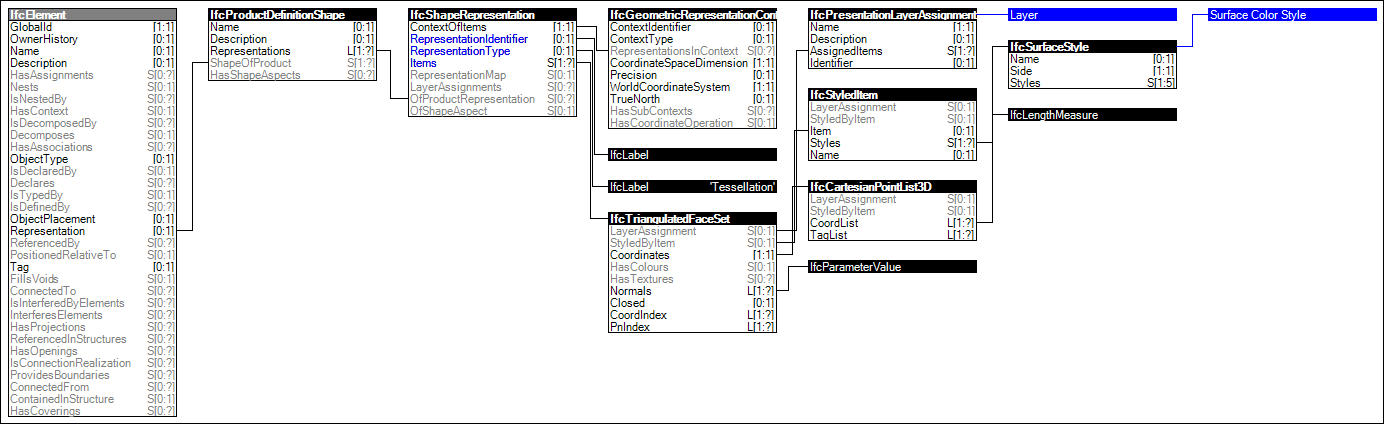 IfcElement
GlobalId [1:1]
OwnerHistory [0:1]
Name [0:1]
Description [0:1]
HasAssignments S[0:?]
Nests S[0:1]
IsNestedBy S[0:?]
HasContext S[0:1]
IsDecomposedBy S[0:?]
Decomposes S[0:1]
HasAssociations S[0:?]
ObjectType [0:1]
IsDeclaredBy S[0:1]
Declares S[0:?]
IsTypedBy S[0:1]
IsDefinedBy S[0:?]
ObjectPlacement [0:1]
Representation [0:1]
ReferencedBy S[0:?]
PositionedRelativeTo S[0:?]
Tag [0:1]
FillsVoids S[0:1]
ConnectedTo S[0:?]
IsInterferedByElements S[0:?]
InterferesElements S[0:?]
HasProjections S[0:?]
ReferencedInStructures S[0:?]
HasOpenings S[0:?]
IsConnectionRealization S[0:?]
ProvidesBoundaries S[0:?]
ConnectedFrom S[0:?]
ContainedInStructure S[0:1]
HasCoverings S[0:?]
IfcProductDefinitionShape
Name [0:1]
Description [0:1]
Representations L[1:?]
ShapeOfProduct S[1:?]
HasShapeAspects S[0:?]
IfcShapeRepresentation
ContextOfItems [1:1]
RepresentationIdentifier [0:1]
RepresentationType [0:1]
Items S[1:?]
RepresentationMap S[0:1]
LayerAssignments S[0:?]
OfProductRepresentation S[0:?]
OfShapeAspect S[0:1]
IfcGeometricRepresentationCont
ContextIdentifier [0:1]
ContextType [0:1]
RepresentationsInContext S[0:?]
CoordinateSpaceDimension [1:1]
Precision [0:1]
WorldCoordinateSystem [1:1]
TrueNorth [0:1]
HasSubContexts S[0:?]
HasCoordinateOperation S[0:1]
IfcLabel
IfcLabel 'Tessellation'
IfcTriangulatedFaceSet
LayerAssignment S[0:1]
StyledByItem S[0:1]
Coordinates [1:1]
HasColours S[0:1]
HasTextures S[0:?]
Normals L[1:?]
Closed [0:1]
CoordIndex L[1:?]
PnIndex L[1:?]
IfcPresentationLayerAssignment
Name [1:1]
Description [0:1]
AssignedItems S[1:?]
Identifier [0:1]
IfcStyledItem
LayerAssignment S[0:1]
StyledByItem S[0:1]
Item [0:1]
Styles S[1:?]
Name [0:1]
IfcCartesianPointList3D
LayerAssignment S[0:1]
StyledByItem S[0:1]
CoordList L[1:?]
TagList L[1:?]
IfcParameterValue
Layer
IfcSurfaceStyle
Name [0:1]
Side [1:1]
Styles S[1:5]
IfcLengthMeasure
Surface Color Style